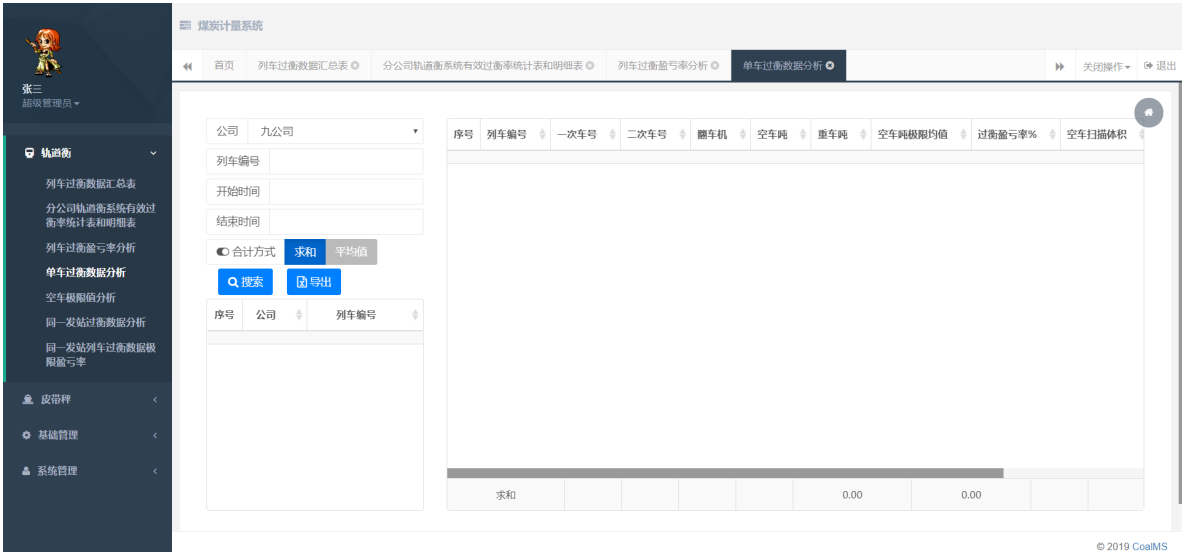 煤炭计量系统
张三
超级管理员
首页 列车过衡数据汇总表 分公司轨道衡系统有效过衡率统计表和明细表 列车过衡盈亏率分析 单车过衡数据分析 关闭操作 退出
轨道衡
列车过衡数据汇总表
分公司轨道衡系统有效过
衡率统计表和明细表
列车过衡盈亏率分析
单车过衡数据分析
空车极限值分析
同一发站过衡数据分析
同一发站列车过衡数据极
限盈亏率
皮带秤
基础管理
系统管理
公司 九公司
列车编号
开始时间
结束时间
合计方式 求和 平均值
搜索 导出
序号 公司 列车编号
序号 列车编号 一次车号 二次车号 翻车机 空车吨 重车吨 空车吨极限均值 过衡盈亏率% 空车扫描体积
求和 0.00 0.00
© 2019 CoalMS